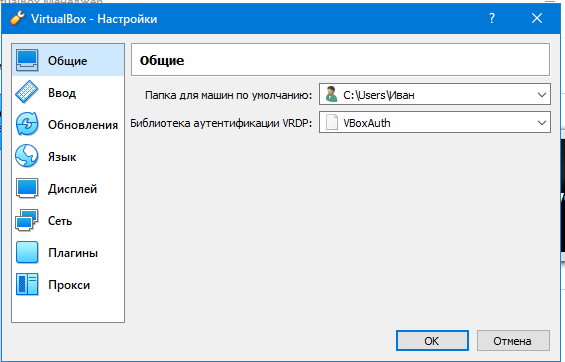 VirtualBox - Настройки
Общие
Ввод
Обновления
Язык
Дисплей
Сеть
Плагины
Прокси
Общие
Папка для машин по умолчанию: C:\Users\Иван
Библиотека аутентификации VRDP: VBoxAuth
OK Отмена